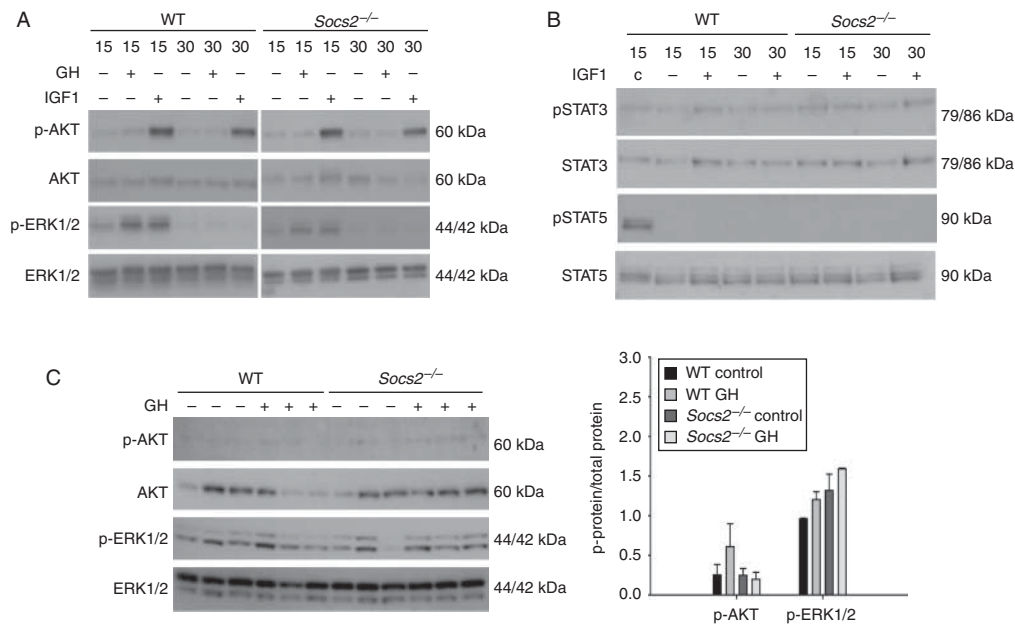 A
WT
Socs2–/–
15 15 15 30 30 30 15 15 15 30 30 30
GH – + – – + – – + – – + –
IGF1 – – + – – + – – + – – +
p-AKT 60 kDa
AKT 60 kDa
p-ERK1/2 44/42 kDa
ERK1/2 44/42 kDa
B
WT
Socs2–/–
15 15 15 30 30 15 15 30 30
IGF1 c – + – + – + – +
pSTAT3 79/86 kDa
STAT3 79/86 kDa
pSTAT5 90 kDa
STAT5 90 kDa
C
WT
Socs2–/–
GH – – – + + + – – – + + +
p-AKT 60 kDa
AKT 60 kDa
p-ERK1/2 44/42 kDa
ERK1/2 44/42 kDa
p-protein/total protein
3.0
2.5
2.0
1.5
1.0
0.5
0.0
WT control
WT GH
Socs2–/– control
Socs2–/– GH
p-AKT p-ERK1/2